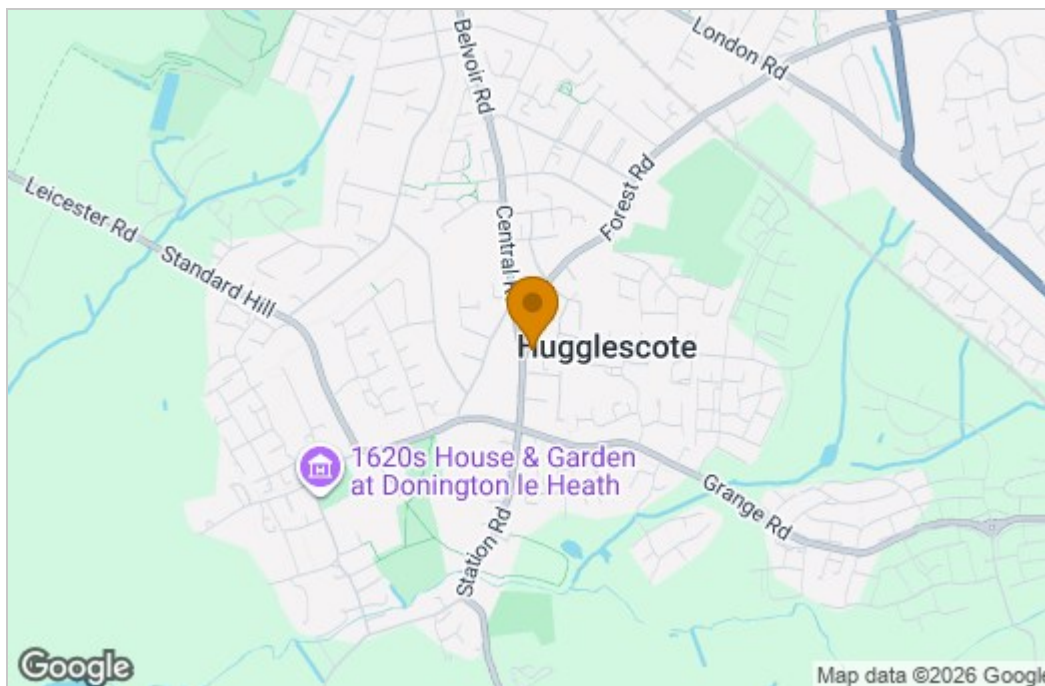 Belvoir Rd
London Rd
Leicester Rd
Standard Hill
Central R
Forest Rd
Hugglescote
1620s House & Garden
at Donington le Heath
Grange Rd
Station Rd
Google
Map data ©2026 Google